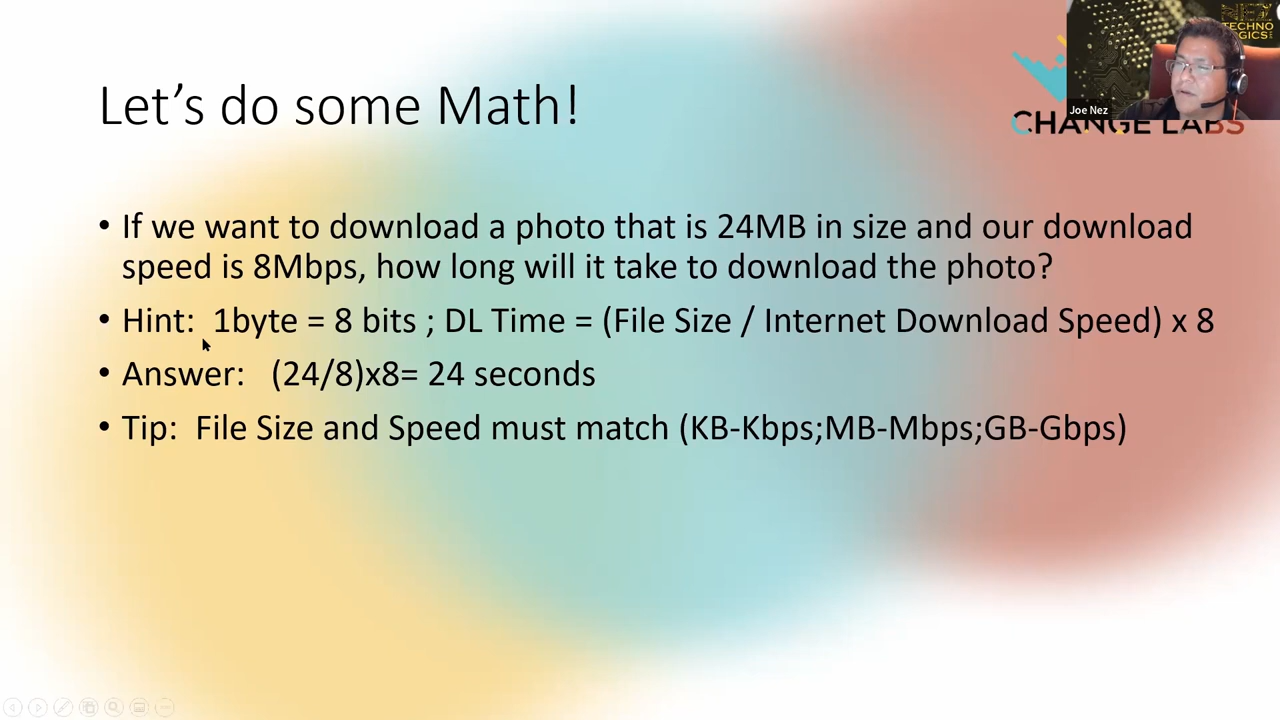 Let's do some Math!
NEZ
TECHNO
LOGICS
Joe Nez
CHANGE LABS
• If we want to download a photo that is 24MB in size and our download
speed is 8Mbps, how long will it take to download the photo?
• Hint:  1byte = 8 bits ; DL Time = (File Size / Internet Download Speed) x 8
• Answer:   (24/8)x8= 24 seconds
• Tip:  File Size and Speed must match (KB-Kbps;MB-Mbps;GB-Gbps)